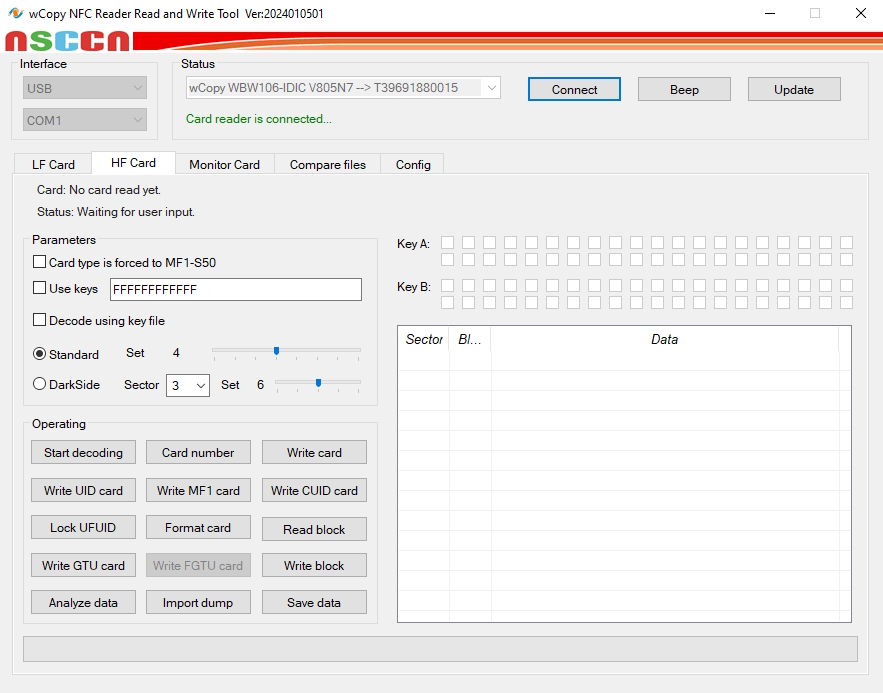 wCopy NFC Reader Read and Write Tool Ver:2024010501
nsccn
Interface
Status
USB
wCopy WBW106-IDIC V805N7 --> T39691880015
Connect
Beep
Update
COM1
Card reader is connected...
LF Card
HF Card
Monitor Card
Compare files
Config
Card: No card read yet.
Status: Waiting for user input.
Parameters
Card type is forced to MF1-S50
Use keys
FFFFFFFFFFFF
Decode using key file
Standard Set 4
DarkSide Sector 3 Set 6
Operating
Start decoding
Card number
Write card
Write UID card
Write MF1 card
Write CUID card
Lock UFUID
Format card
Read block
Write GTU card
Write FGTU card
Write block
Analyze data
Import dump
Save data
Key A:
Key B:
Sector
Bl...
Data